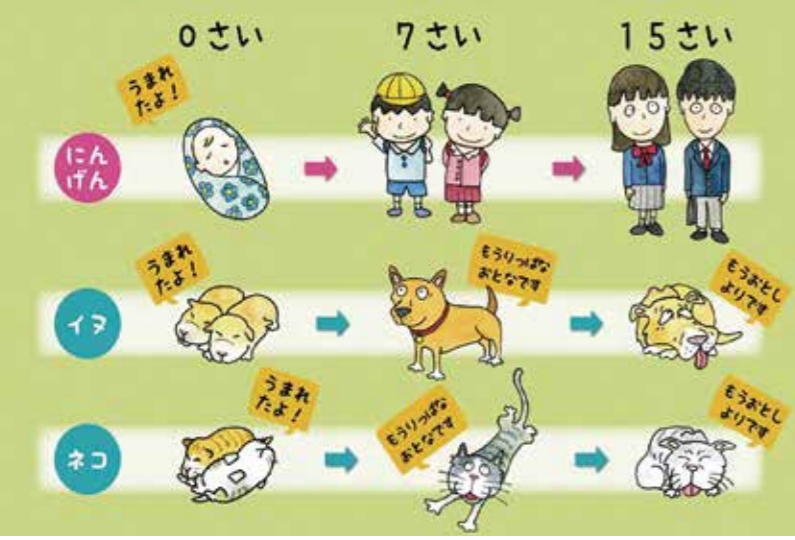 0さい
7さい
15さい
うまれ
たよ！
にん
げん
うまれ
たよ！
もうりっぱな
おとなです
もうおとし
よりです
イヌ
うまれ
たよ！
もうりっぱな
おとなです
もうおとし
よりです
ネコ